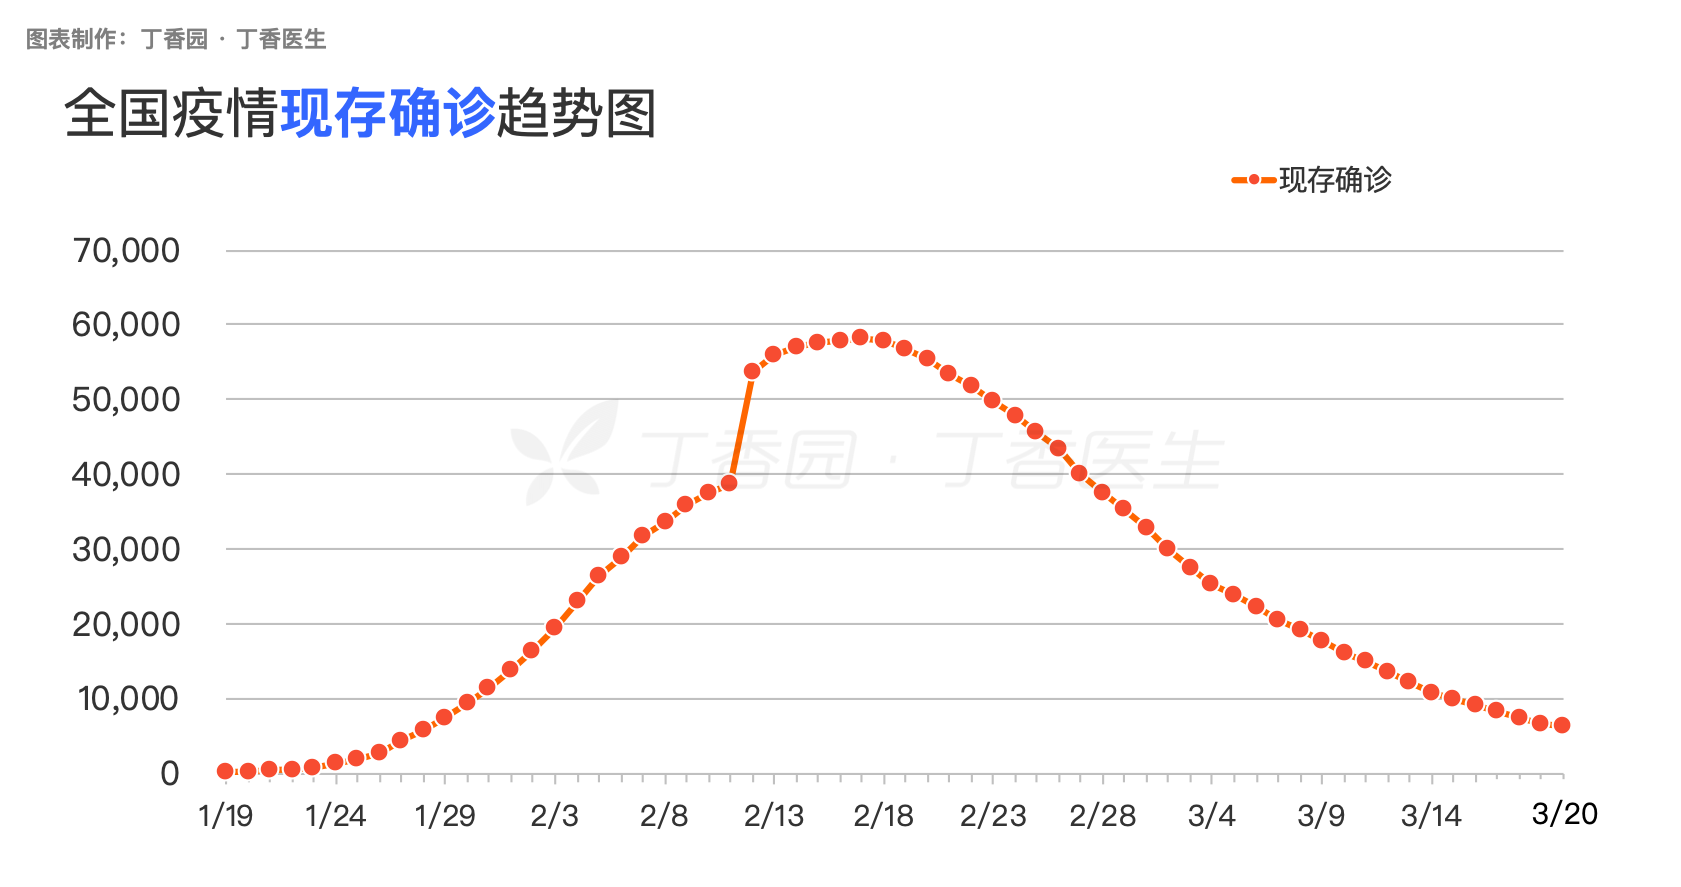 图表制作：丁香园 · 丁香医生
全国疫情现存确诊趋势图
现存确诊
70,000
60,000
50,000
40,000
30,000
20,000
10,000
0
丁香园 · 丁香医生
1/19 1/24 1/29 2/3 2/8 2/13 2/18 2/23 2/28 3/4 3/9 3/14 3/20